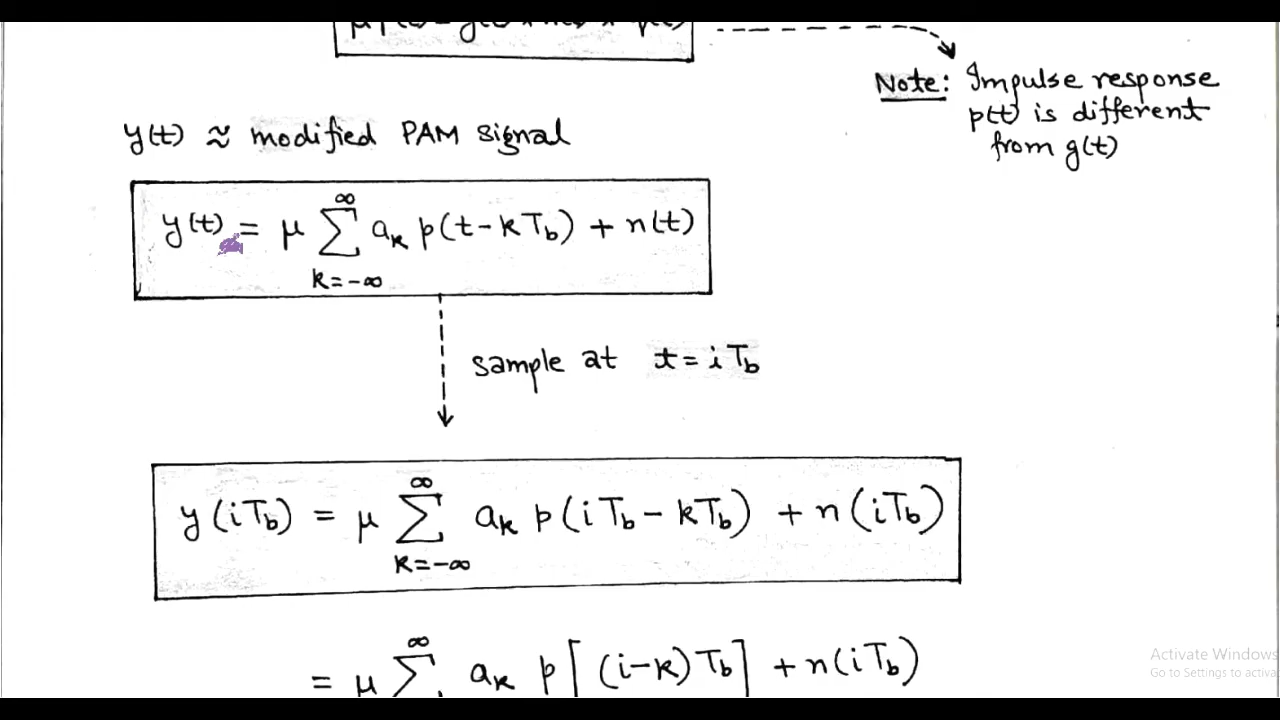 Note: Impulse response
p(t) is different
from g(t)
y(t) ≈ modified PAM signal
y(t) = μ ∑_{k=-∞}^{∞} a_k p(t-kT_b) + n(t)
sample at t = iT_b
y(iT_b) = μ ∑_{k=-∞}^{∞} a_k p(iT_b - kT_b) + n(iT_b)
= μ ∑^{∞} a_k p[(i-k)T_b] + n(iT_b)
Activate Windows
Go to Settings to activa